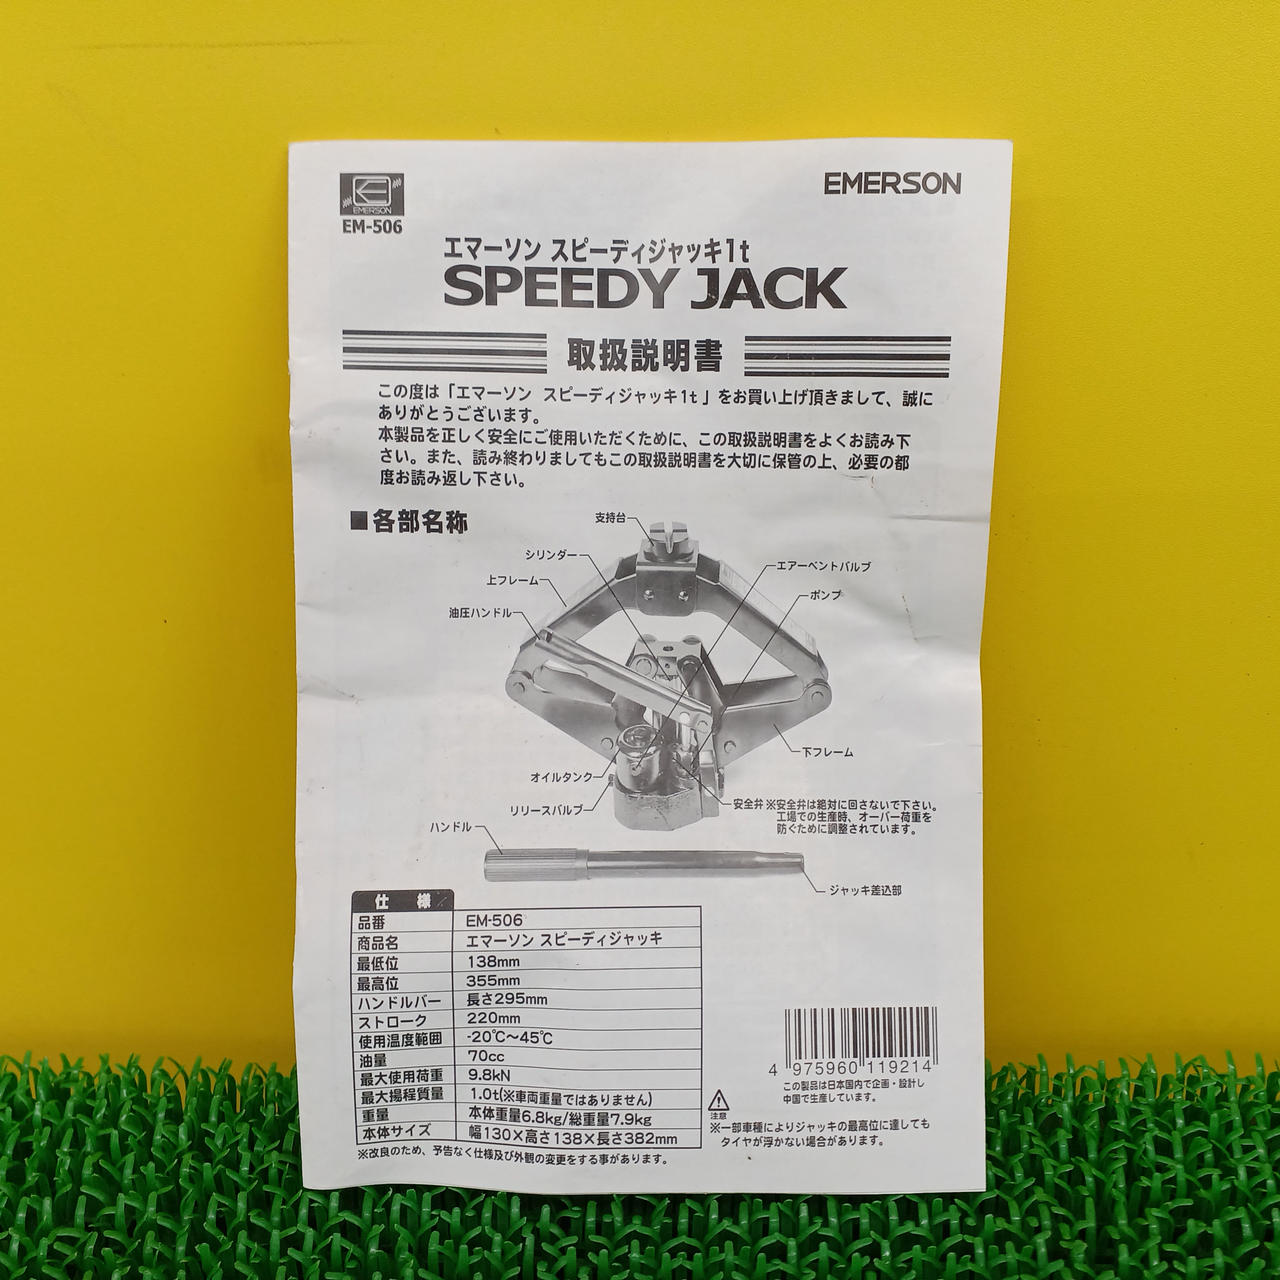 EMERSON
EM-506
EMERSON
エマーソン スピーディジャッキ1t
SPEEDY JACK
取扱説明書
この度は「エマーソン スピーディジャッキ1t」をお買い上げ頂きまして、誠に
ありがとうございます。
本製品を正しく安全にご使用いただくために、この取扱説明書をよくお読み下
さい。また、読み終わりましてもこの取扱説明書を大切に保管の上、必要の都
度お読み返し下さい。
■各部名称
支持台
シリンダー
上フレーム
油圧ハンドル
エアーベントバルブ
ポンプ
下フレーム
オイルタンク
リリースバルブ
安全弁 ※安全弁は絶対に回さないで下さい。
工場での生産時、オーバー荷重を
防ぐために調整されています。
ハンドル
ジャッキ差込部
仕 様
品番 EM-506
商品名 エマーソン スピーディジャッキ
最低位 138mm
最高位 355mm
ハンドルバー 長さ295mm
ストローク 220mm
使用温度範囲 -20℃〜45℃
油量 70cc
最大使用荷重 9.8kN
最大揚程質量 1.0t(※車両重量ではありません)
重量 本体重量6.8kg/総重量7.9kg
本体サイズ 幅130×高さ138×長さ382mm
※改良のため、予告なく仕様及び外観の変更をする事があります。
4 975960 119214
この製品は日本国内で企画・設計し
中国で生産しています。
注意
※一部車種によりジャッキの最高位に達しても
タイヤが浮かない場合があります。